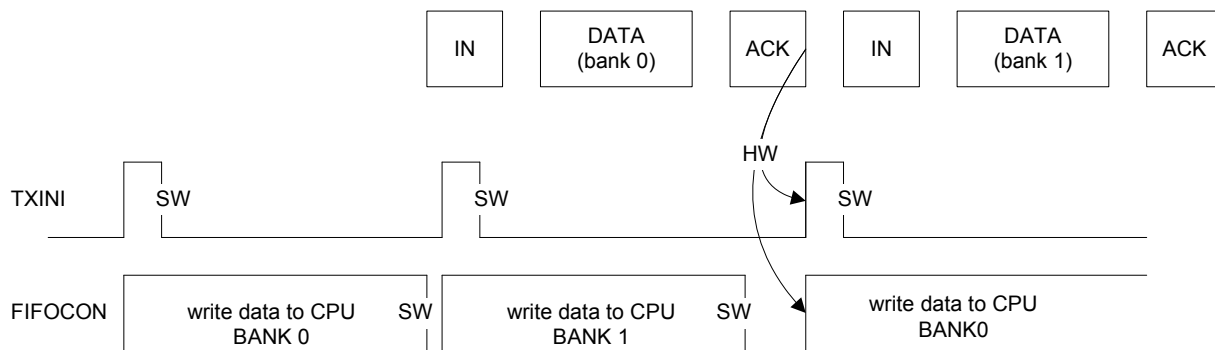 IN
DATA
(bank 0)
ACK
IN
DATA
(bank 1)
ACK
HW
TXINI
SW
SW
SW
FIFOCON
write data to CPU
BANK 0
SW
write data to CPU
BANK 1
SW
write data to CPU
BANK0